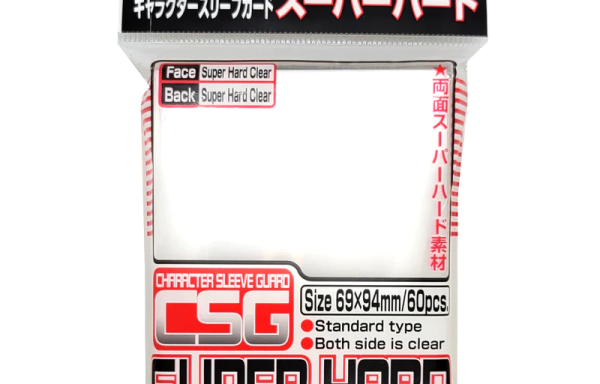 キャラクタースリーブガード スーパーハード
Face Super Hard Clear
Back Super Hard Clear
★両面スーパーハード素材
CHARACTER SLEEVE GUARD
CSG
Size 69×94mm/60pcs.
●Standard type
●Both side is clear
SUPER HARD